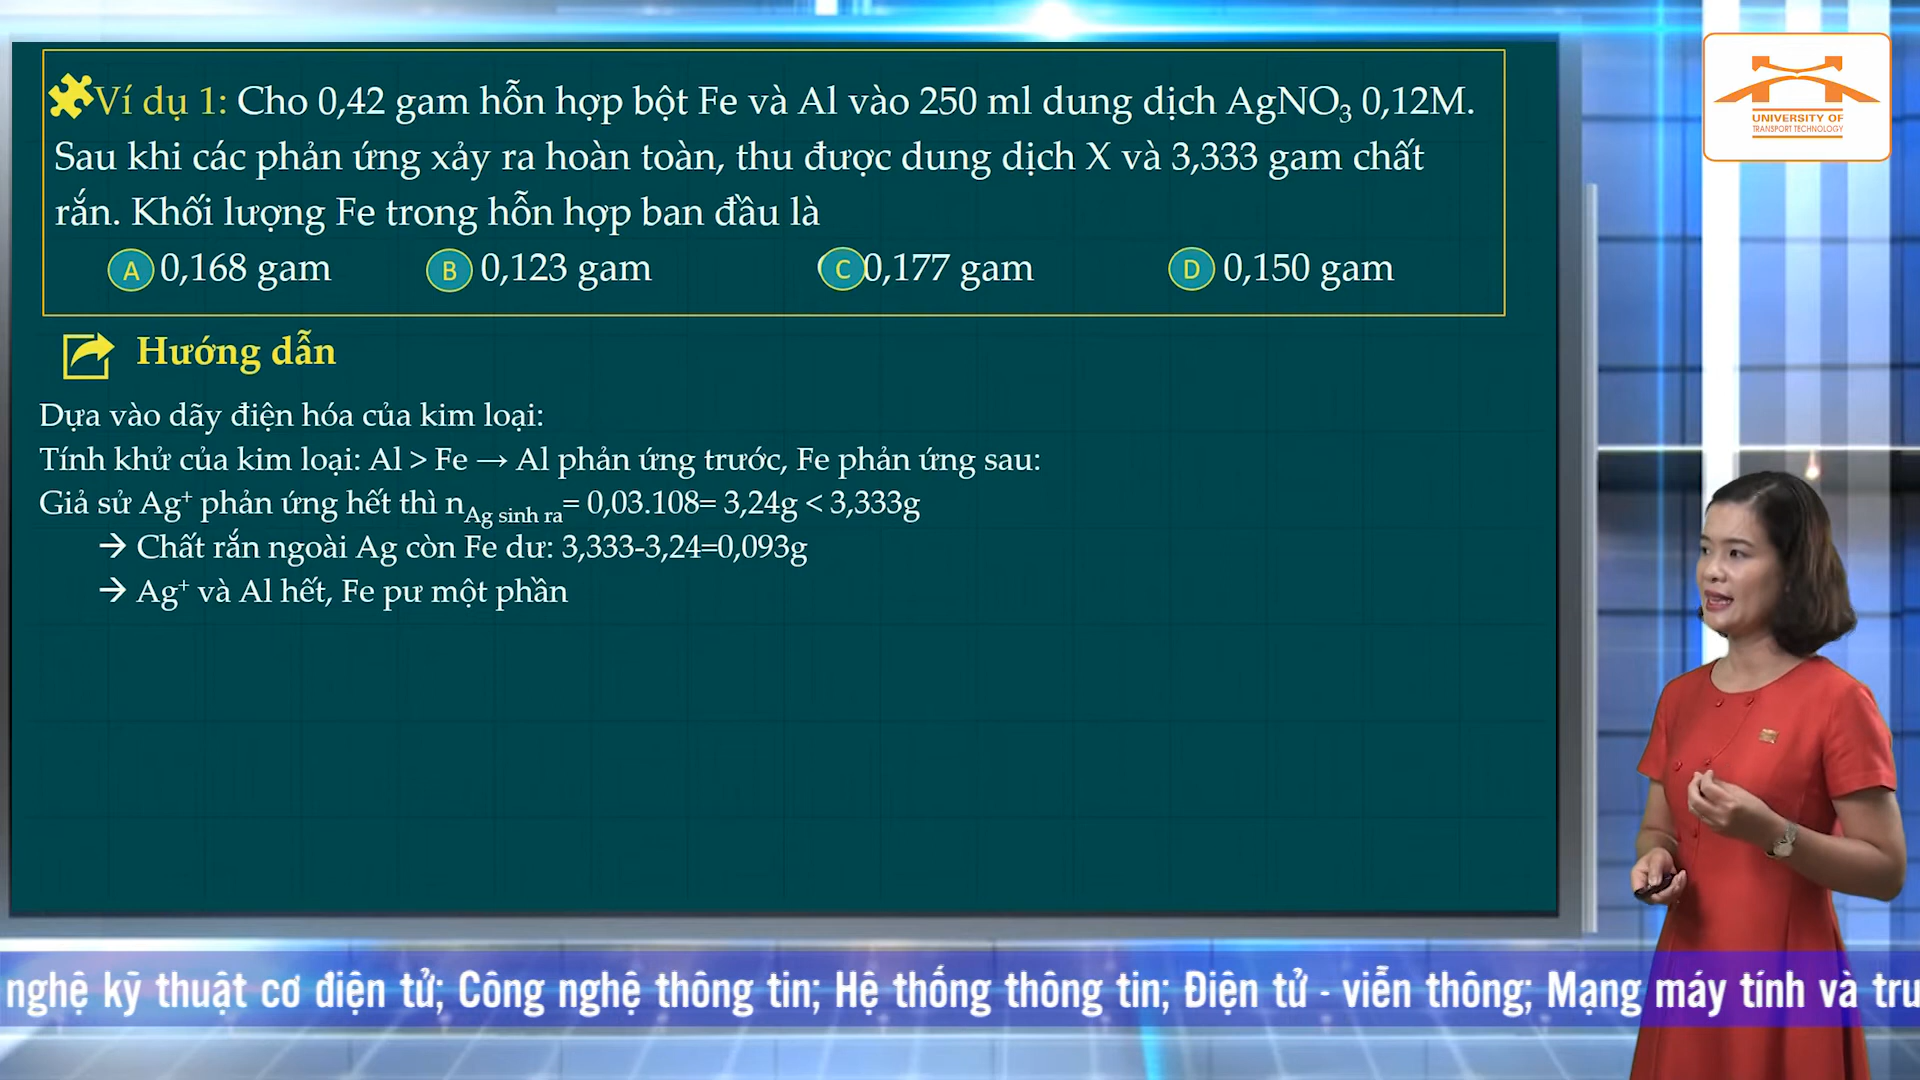 Ví dụ 1: Cho 0,42 gam hỗn hợp bột Fe và Al vào 250 ml dung dịch AgNO₃ 0,12M.
Sau khi các phản ứng xảy ra hoàn toàn, thu được dung dịch X và 3,333 gam chất
rắn. Khối lượng Fe trong hỗn hợp ban đầu là
A 0,168 gam B 0,123 gam C 0,177 gam D 0,150 gam
Hướng dẫn
Dựa vào dãy điện hóa của kim loại:
Tính khử của kim loại: Al > Fe → Al phản ứng trước, Fe phản ứng sau:
Giả sử Ag⁺ phản ứng hết thì n Ag sinh ra = 0,03.108= 3,24g < 3,333g
→ Chất rắn ngoài Ag còn Fe dư: 3,333-3,24=0,093g
→ Ag⁺ và Al hết, Fe pư một phần
UNIVERSITY OF
TRANSPORT TECHNOLOGY
nghệ kỹ thuật cơ điện tử; Công nghệ thông tin; Hệ thống thông tin; Điện tử - viễn thông; Mạng máy tính và tru